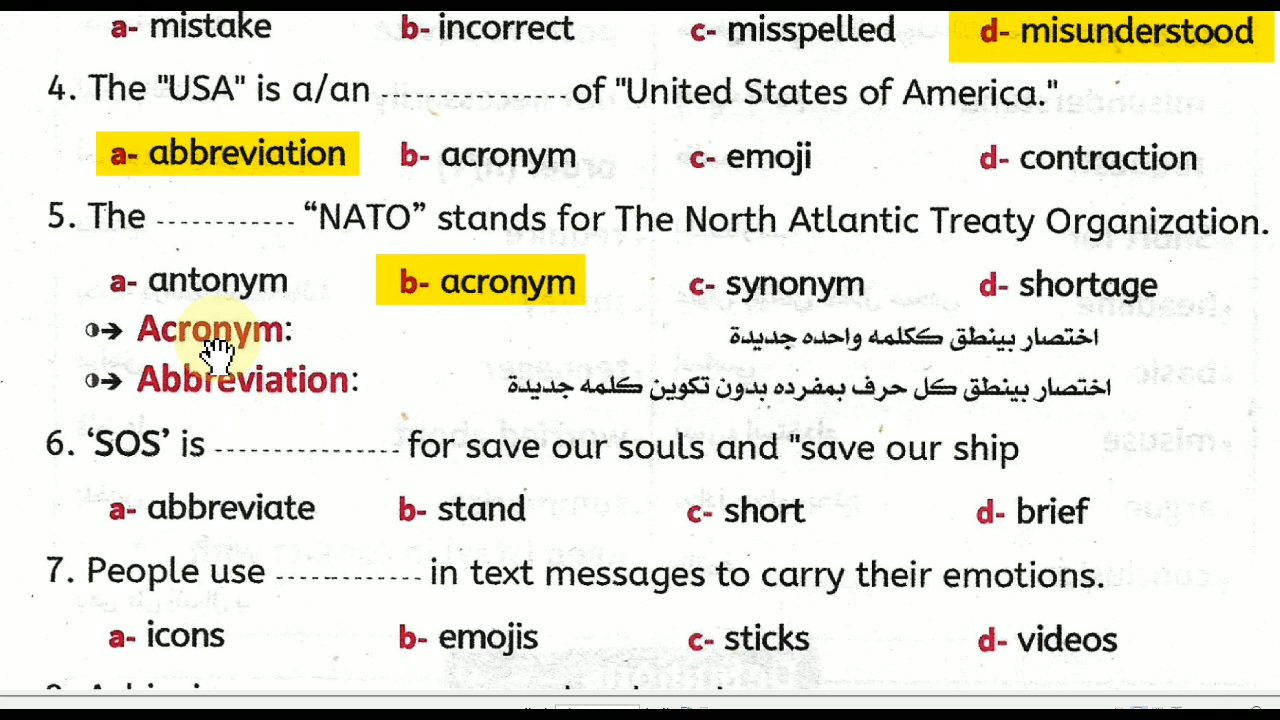 a- mistake b- incorrect c- misspelled d- misunderstood
4. The "USA" is a/an ---------------- of "United States of America."
a- abbreviation b- acronym c- emoji d- contraction
5. The ------------ “NATO” stands for The North Atlantic Treaty Organization.
a- antonym b- acronym c- synonym d- shortage
Acronym: اختصار بينطق ككلمه واحده جديدة
Abbreviation: اختصار بينطق كل حرف بمفرده بدون تكوين كلمه جديدة
6. ‘SOS’ is ---------------- for save our souls and "save our ship
a- abbreviate b- stand c- short d- brief
7. People use ------------- in text messages to carry their emotions.
a- icons b- emojis c- sticks d- videos